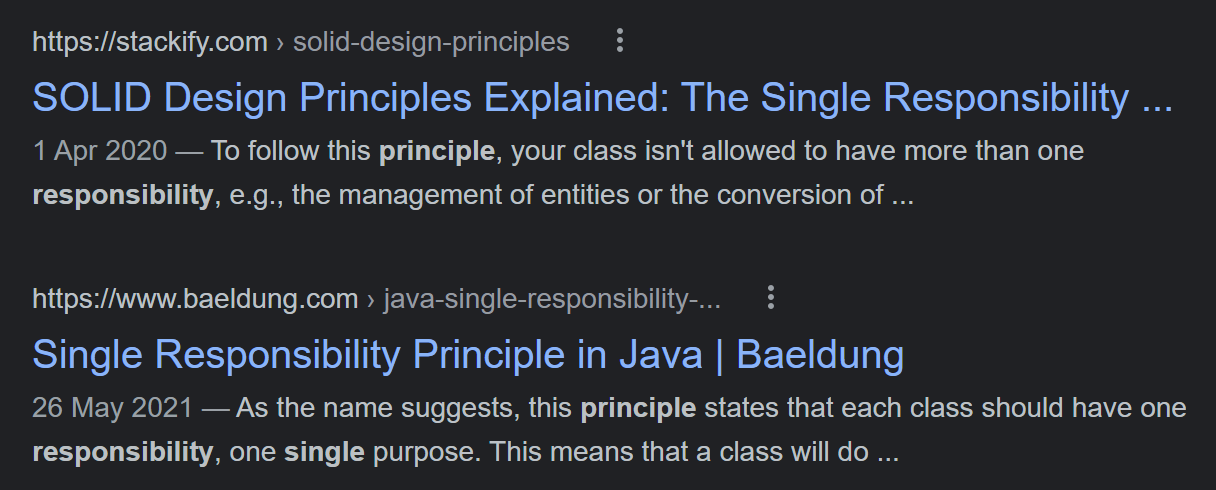 https://stackify.com › solid-design-principles
SOLID Design Principles Explained: The Single Responsibility ...
1 Apr 2020 — To follow this principle, your class isn't allowed to have more than one
responsibility, e.g., the management of entities or the conversion of ...
https://www.baeldung.com › java-single-responsibility-...
Single Responsibility Principle in Java | Baeldung
26 May 2021 — As the name suggests, this principle states that each class should have one
responsibility, one single purpose. This means that a class will do ...